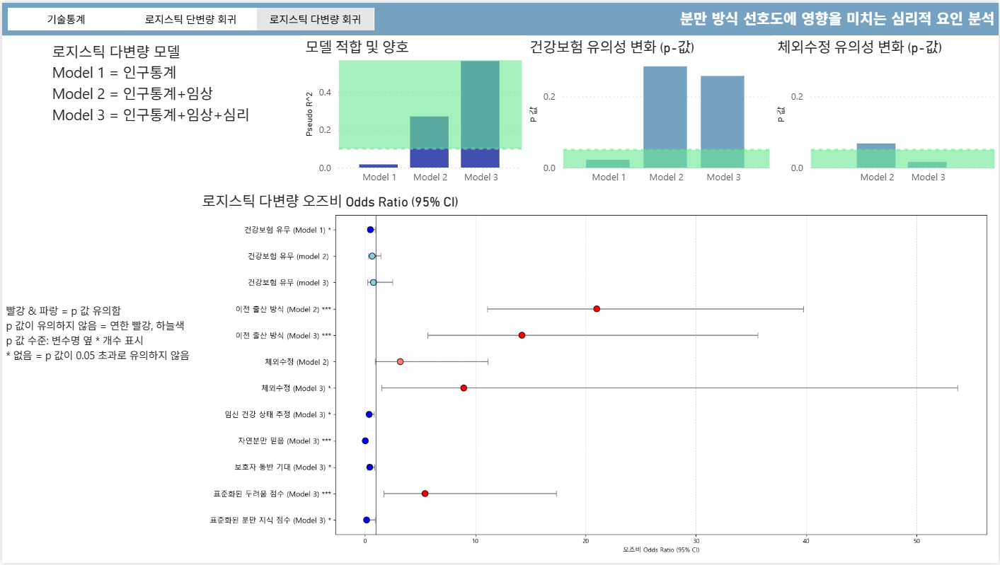 기술통계
로지스틱 단변량 회귀
로지스틱 다변량 회귀
분만 방식 선호도에 영향을 미치는 심리적 요인 분석
로지스틱 다변량 모델
Model 1 = 인구통계
Model 2 = 인구통계+임상
Model 3 = 인구통계+임상+심리
모델 적합 및 양호
Pseudo R^2
0.4
0.2
0.0
Model 1
Model 2
Model 3
건강보험 유의성 변화 (p-값)
P 값
0.2
0.0
Model 1
Model 2
Model 3
체외수정 유의성 변화 (p-값)
P 값
0.2
0.0
Model 2
Model 3
로지스틱 다변량 오즈비 Odds Ratio (95% CI)
빨강 & 파랑 = p 값 유의함
p 값이 유의하지 않음 = 연한 빨강, 하늘색
p 값 수준: 변수명 옆 * 개수 표시
* 없음 = p 값이 0.05 초과로 유의하지 않음
건강보험 유무 (Model 1) *
건강보험 유무 (model 2)
건강보험 유무 (model 3)
이전 출산 방식 (Model 2) ***
이전 출산 방식 (Model 3) ***
체외수정 (Model 2)
체외수정 (Model 3) *
임신 건강 상태 추정 (Model 3) *
자연분만 믿음 (Model 3) ***
보호자 동반 기대 (Model 3) *
표준화된 두려움 점수 (Model 3) ***
표준화된 분만 지식 점수 (Model 3) *
0
10
20
30
40
50
오즈비 Odds Ratio (95% CI)